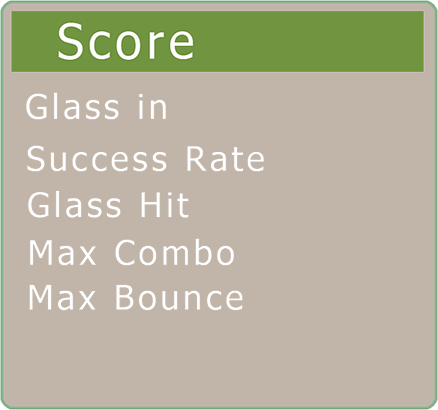 Score
Glass in
Success Rate
Glass Hit
Max Combo
Max Bounce